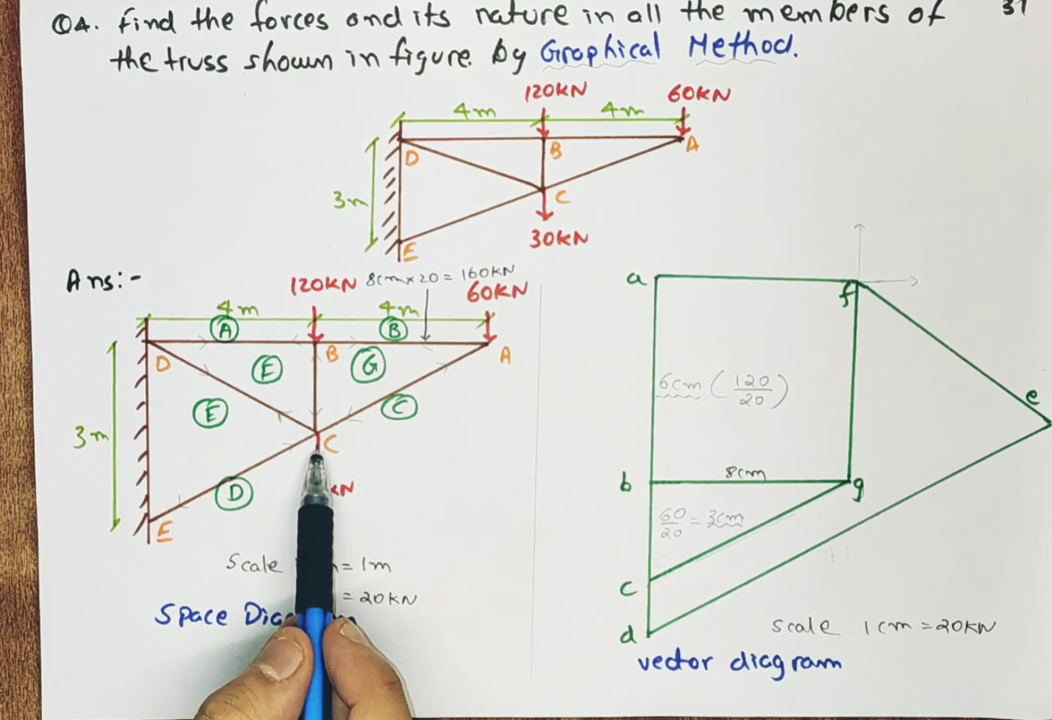 Q4. find the forces and its nature in all the members of 31
the truss shown in figure by Graphical Method.
120KN 60KN
4m 4m
D B A
3m
C
30KN
E
Ans:-
120KN 8cm×20 = 160KN
60KN
4m 4m
A B
D B A
E G
E C
3m
C
D KN
E
Scale = 1m
= 20KN
Space
a f
6cm (120/20)
e
b 8cm g
60/20 = 3cm
c
d
Scale 1cm = 20KN
vector diagram